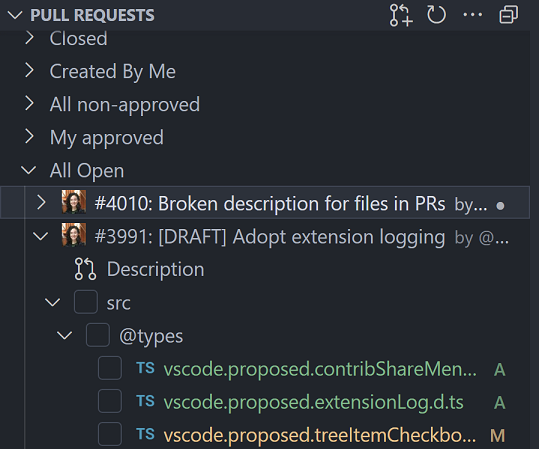 PULL REQUESTS
Closed
Created By Me
All non-approved
My approved
All Open
#4010: Broken description for files in PRs by...
#3991: [DRAFT] Adopt extension logging by @...
Description
src
@types
TS vscode.proposed.contribShareMen... A
TS vscode.proposed.extensionLog.d.ts A
TS vscode.proposed.treeItemCheckbo... M